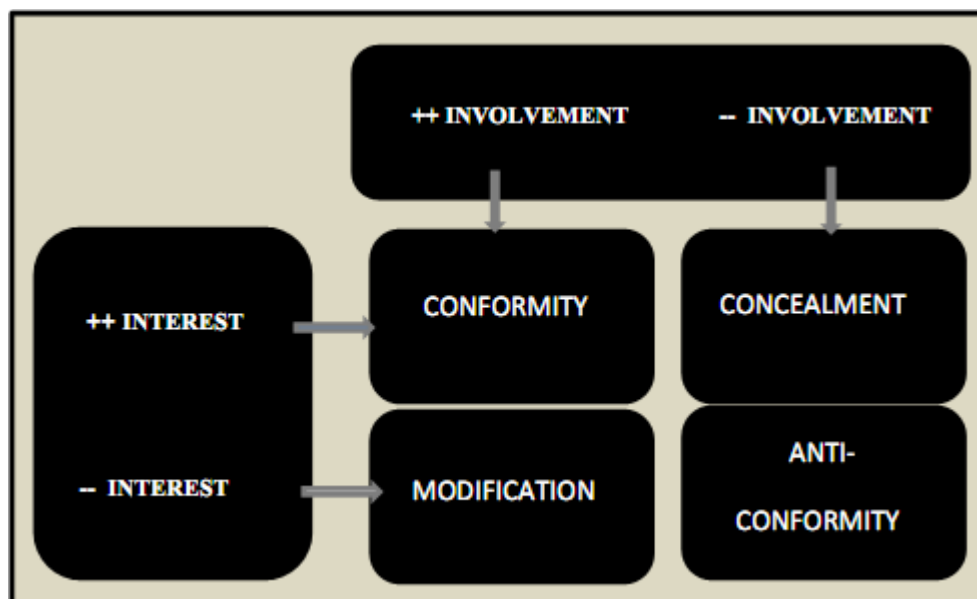 ++ INVOLVEMENT
-- INVOLVEMENT
++ INTEREST
CONFORMITY
CONCEALMENT
-- INTEREST
MODIFICATION
ANTI-
CONFORMITY